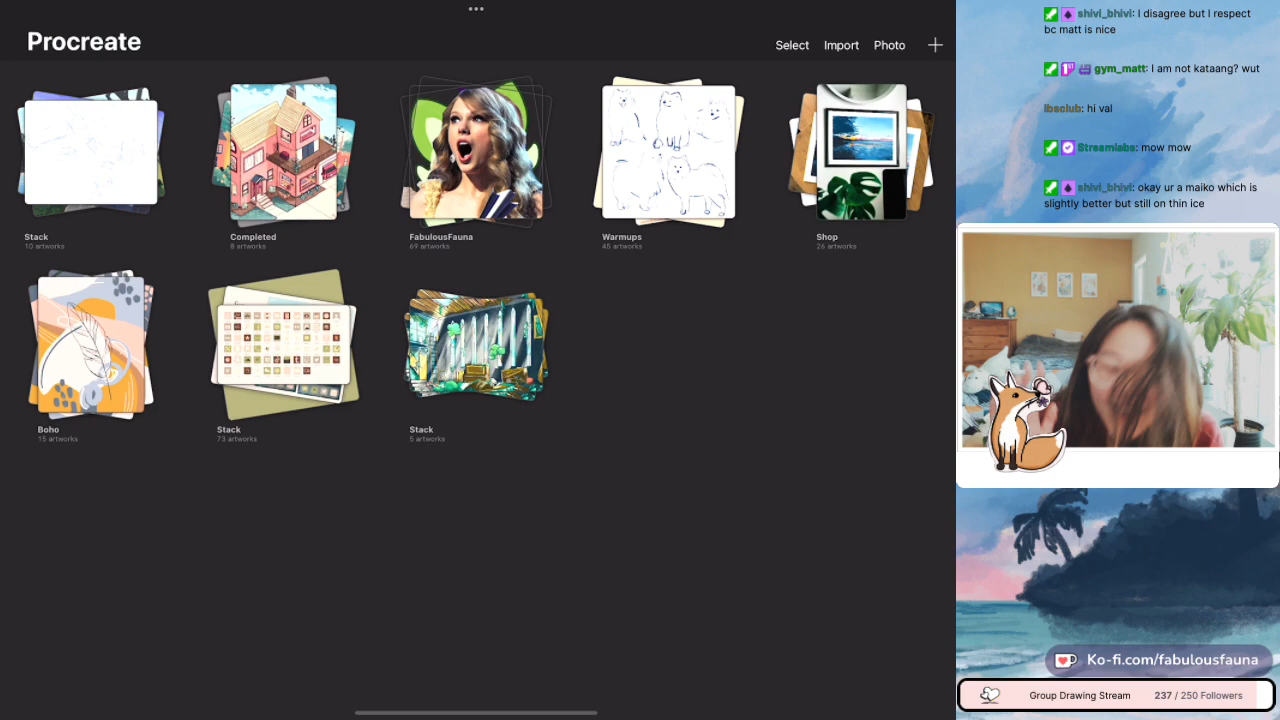 Procreate
Select Import Photo
Stack
10 artworks
Completed
8 artworks
FabulousFauna
69 artworks
Warmups
45 artworks
Shop
26 artworks
Boho
15 artworks
Stack
73 artworks
Stack
5 artworks
shivi_bhivi: I disagree but I respect
bc matt is nice
gym_matt: I am not kataang? wut
lbsclub: hi val
Streamlabs: mow mow
shivi_bhivi: okay ur a maiko which is
slightly better but still on thin ice
Ko-fi.com/fabulousfauna
Group Drawing Stream 237 / 250 Followers